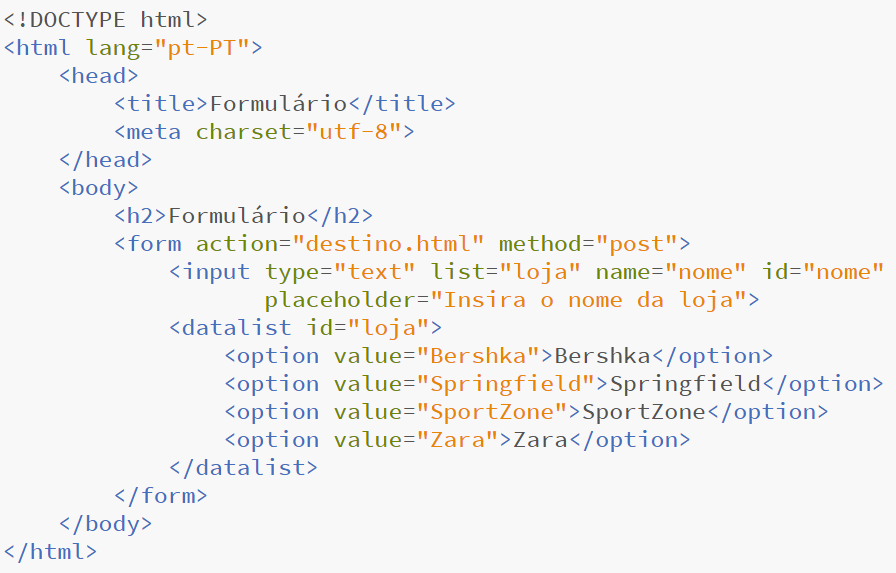 <!DOCTYPE html>
<html lang="pt-PT">
    <head>
        <title>Formulário</title>
        <meta charset="utf-8">
    </head>
    <body>
        <h2>Formulário</h2>
        <form action="destino.html" method="post">
            <input type="text" list="loja" name="nome" id="nome"
                   placeholder="Insira o nome da loja">
            <datalist id="loja">
                <option value="Bershka">Bershka</option>
                <option value="Springfield">Springfield</option>
                <option value="SportZone">SportZone</option>
                <option value="Zara">Zara</option>
            </datalist>
        </form>
    </body>
</html>